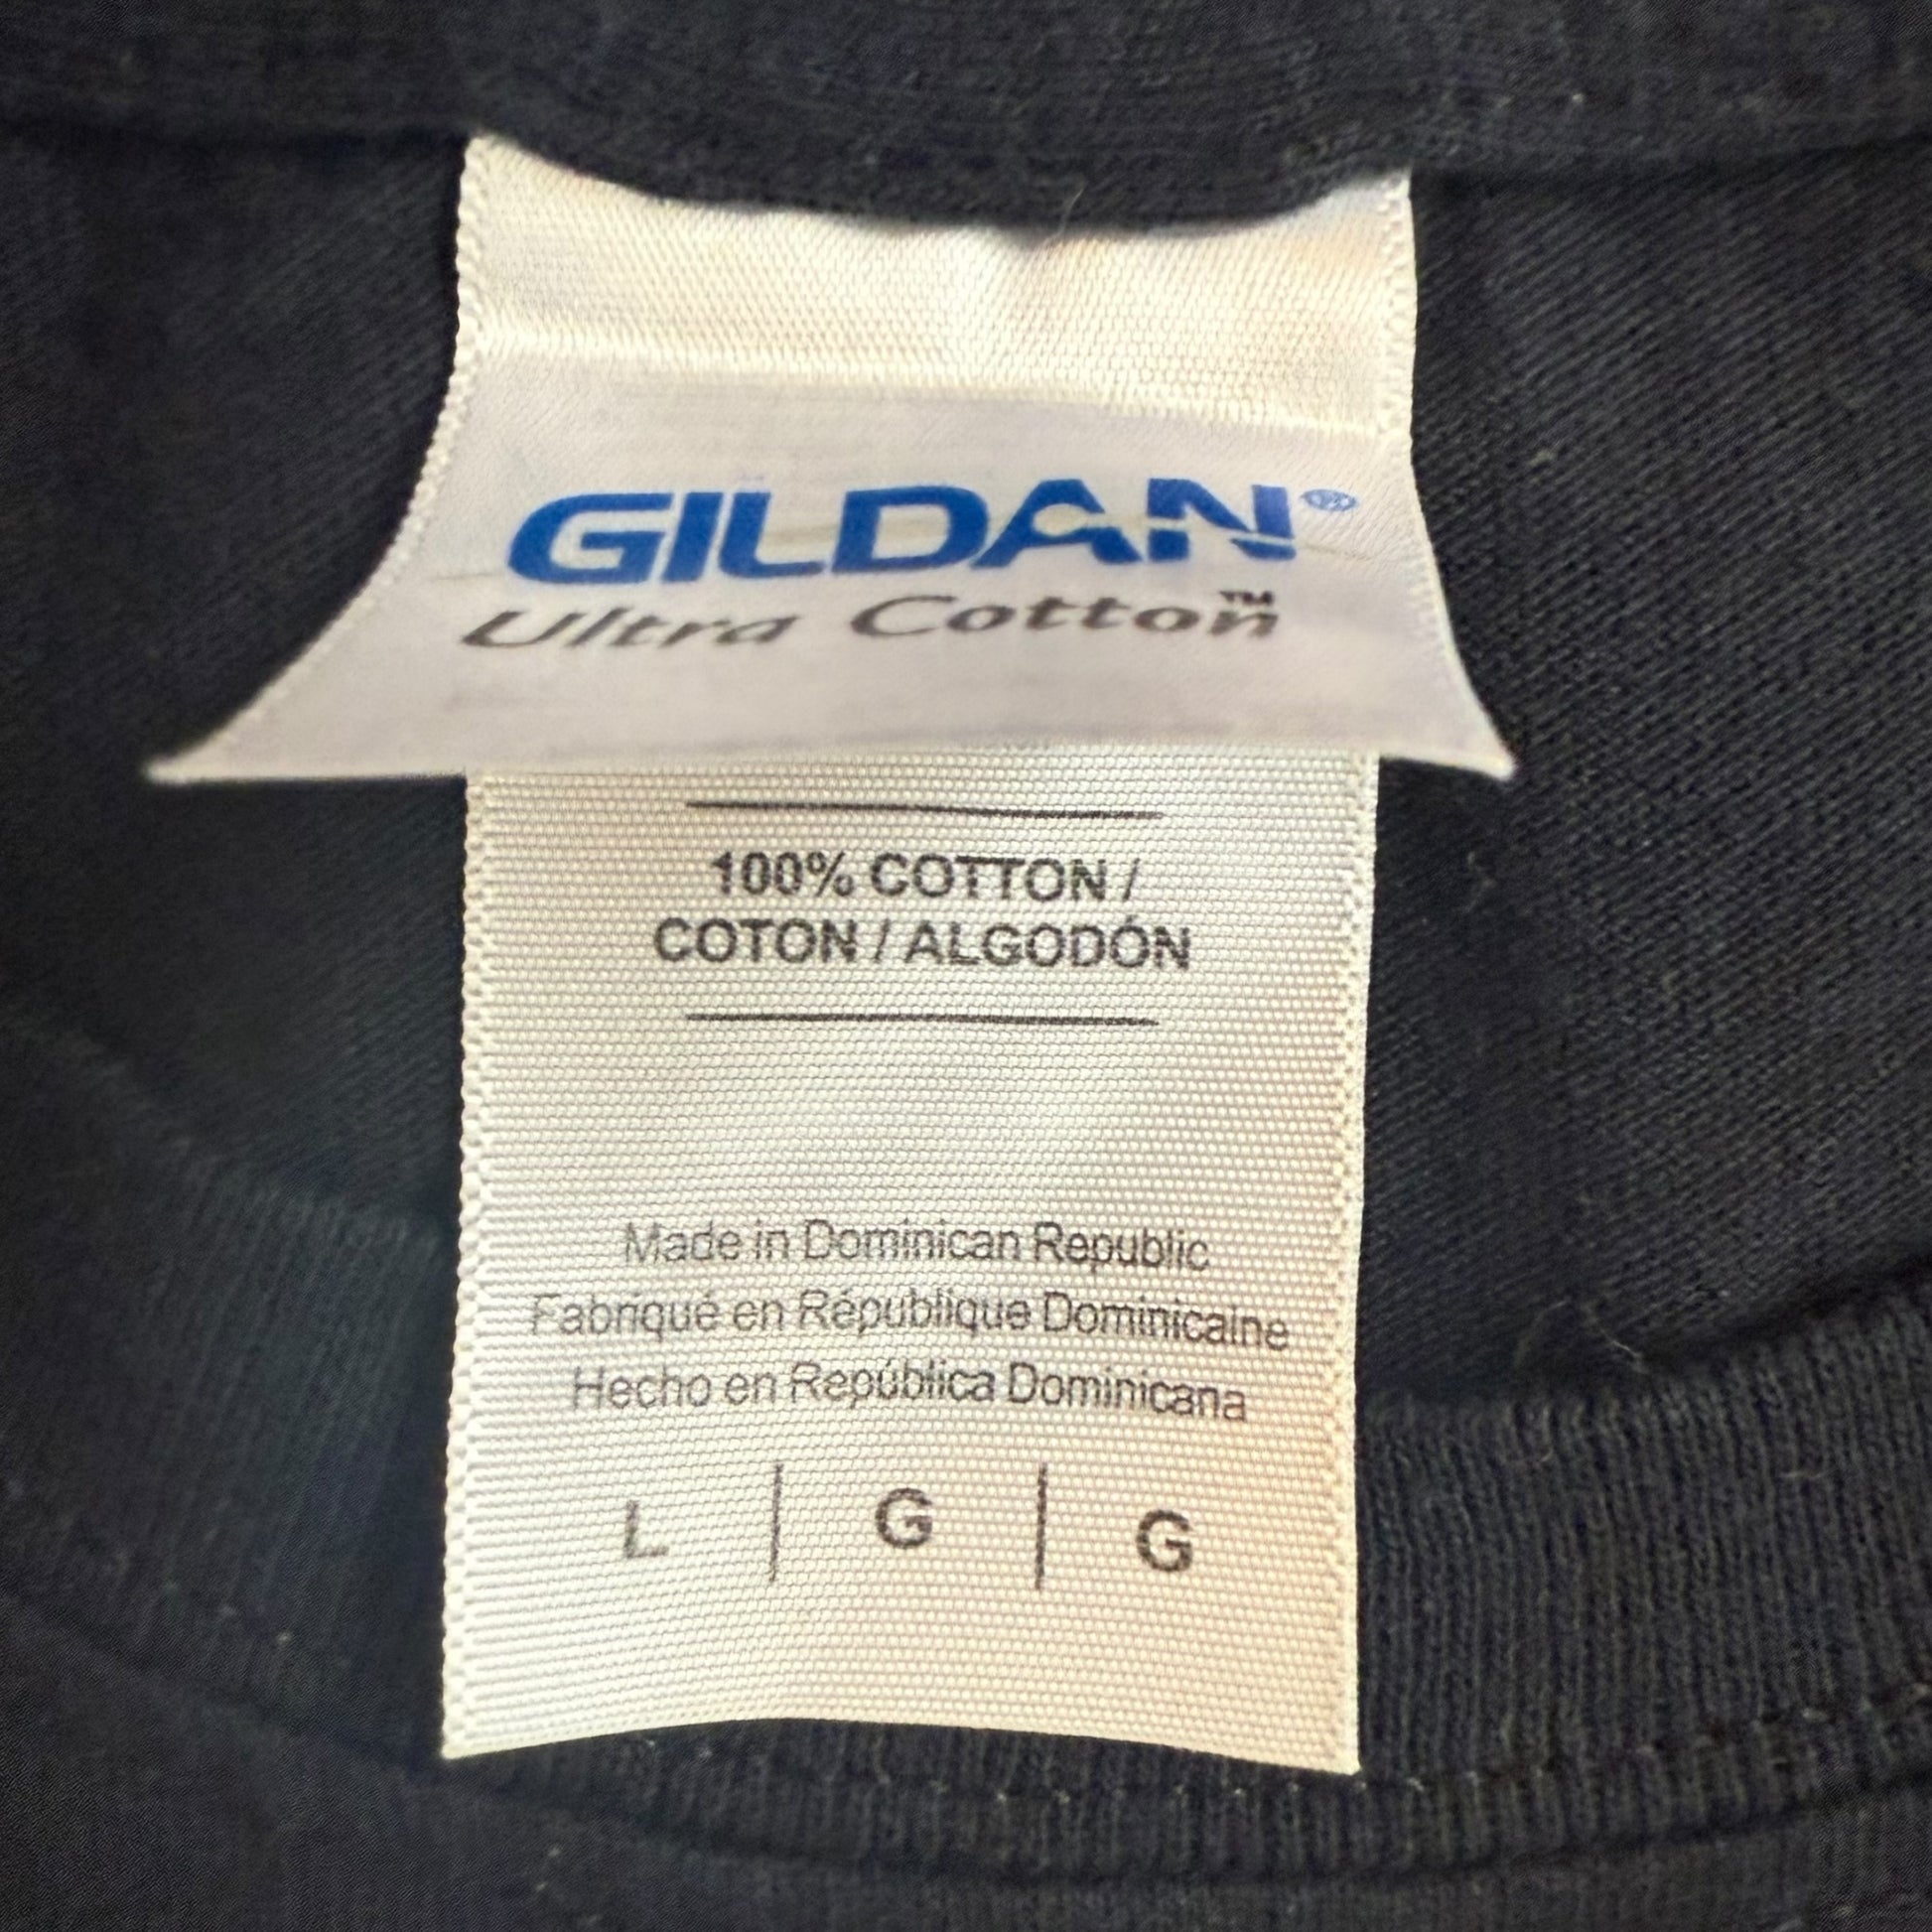 GILDAN®
Ultra Cotton™
100% COTTON /
COTON / ALGODÓN
Made in Dominican Republic
Fabriqué en République Dominicaine
Hecho en República Dominicana
L | G | G